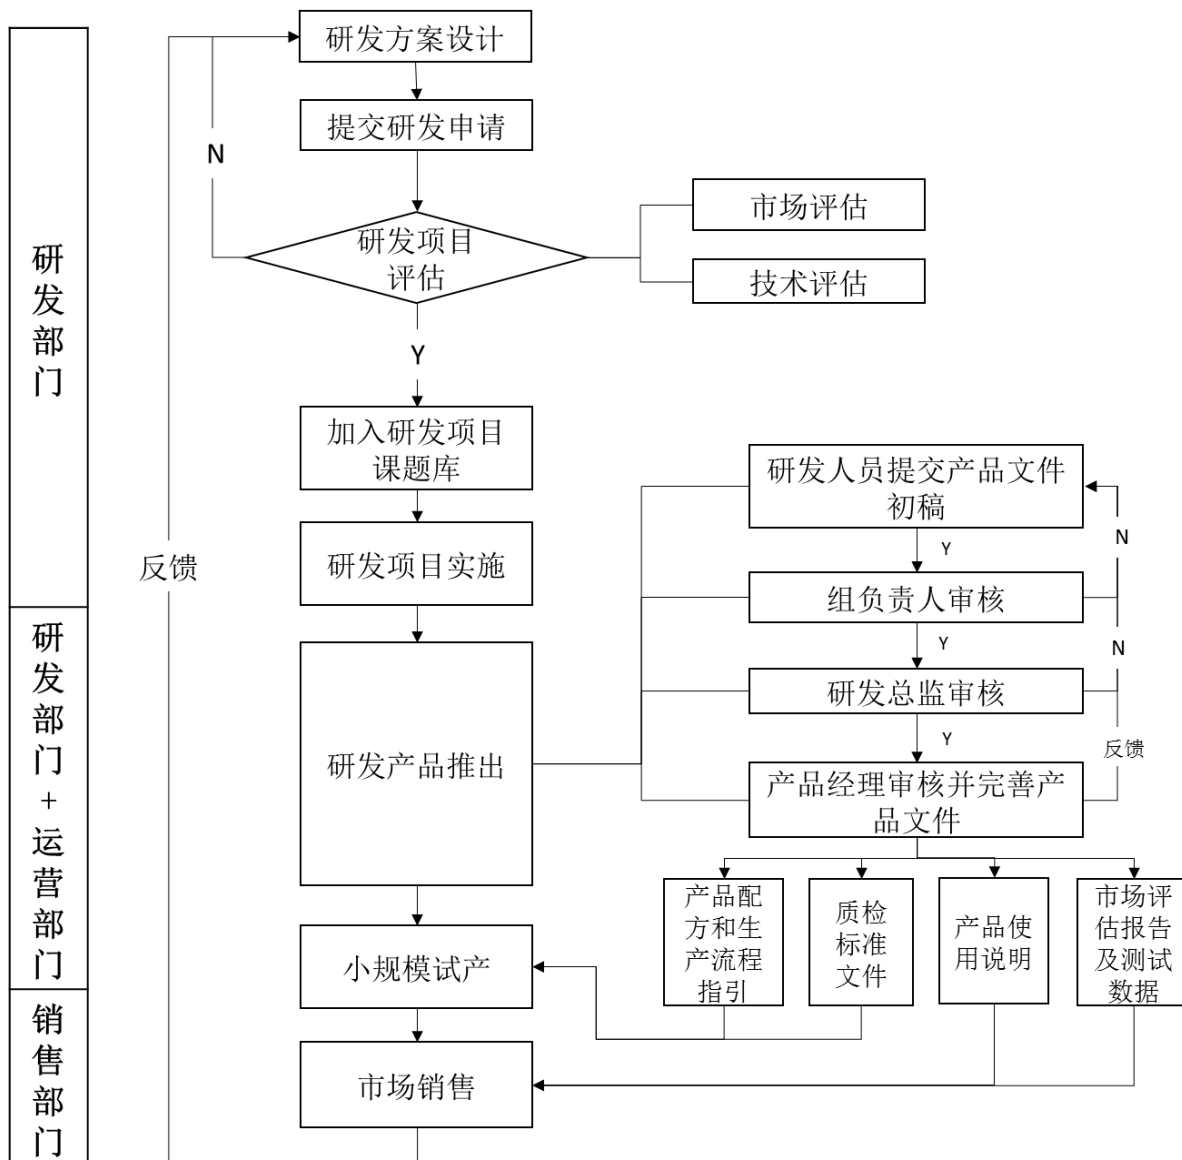 研发部门
研发部门+运营部门
销售部门
研发方案设计
提交研发申请
N
研发项目
评估
市场评估
技术评估
Y
加入研发项目
课题库
研发项目实施
反馈
研发产品推出
研发人员提交产品文件
初稿
Y
N
组负责人审核
Y
N
研发总监审核
Y
反馈
产品经理审核并完善产
品文件
产品配
方和生
产流程
指引
质检
标准
文件
产品使
用说明
市场评
估报告
及测试
数据
小规模试产
市场销售